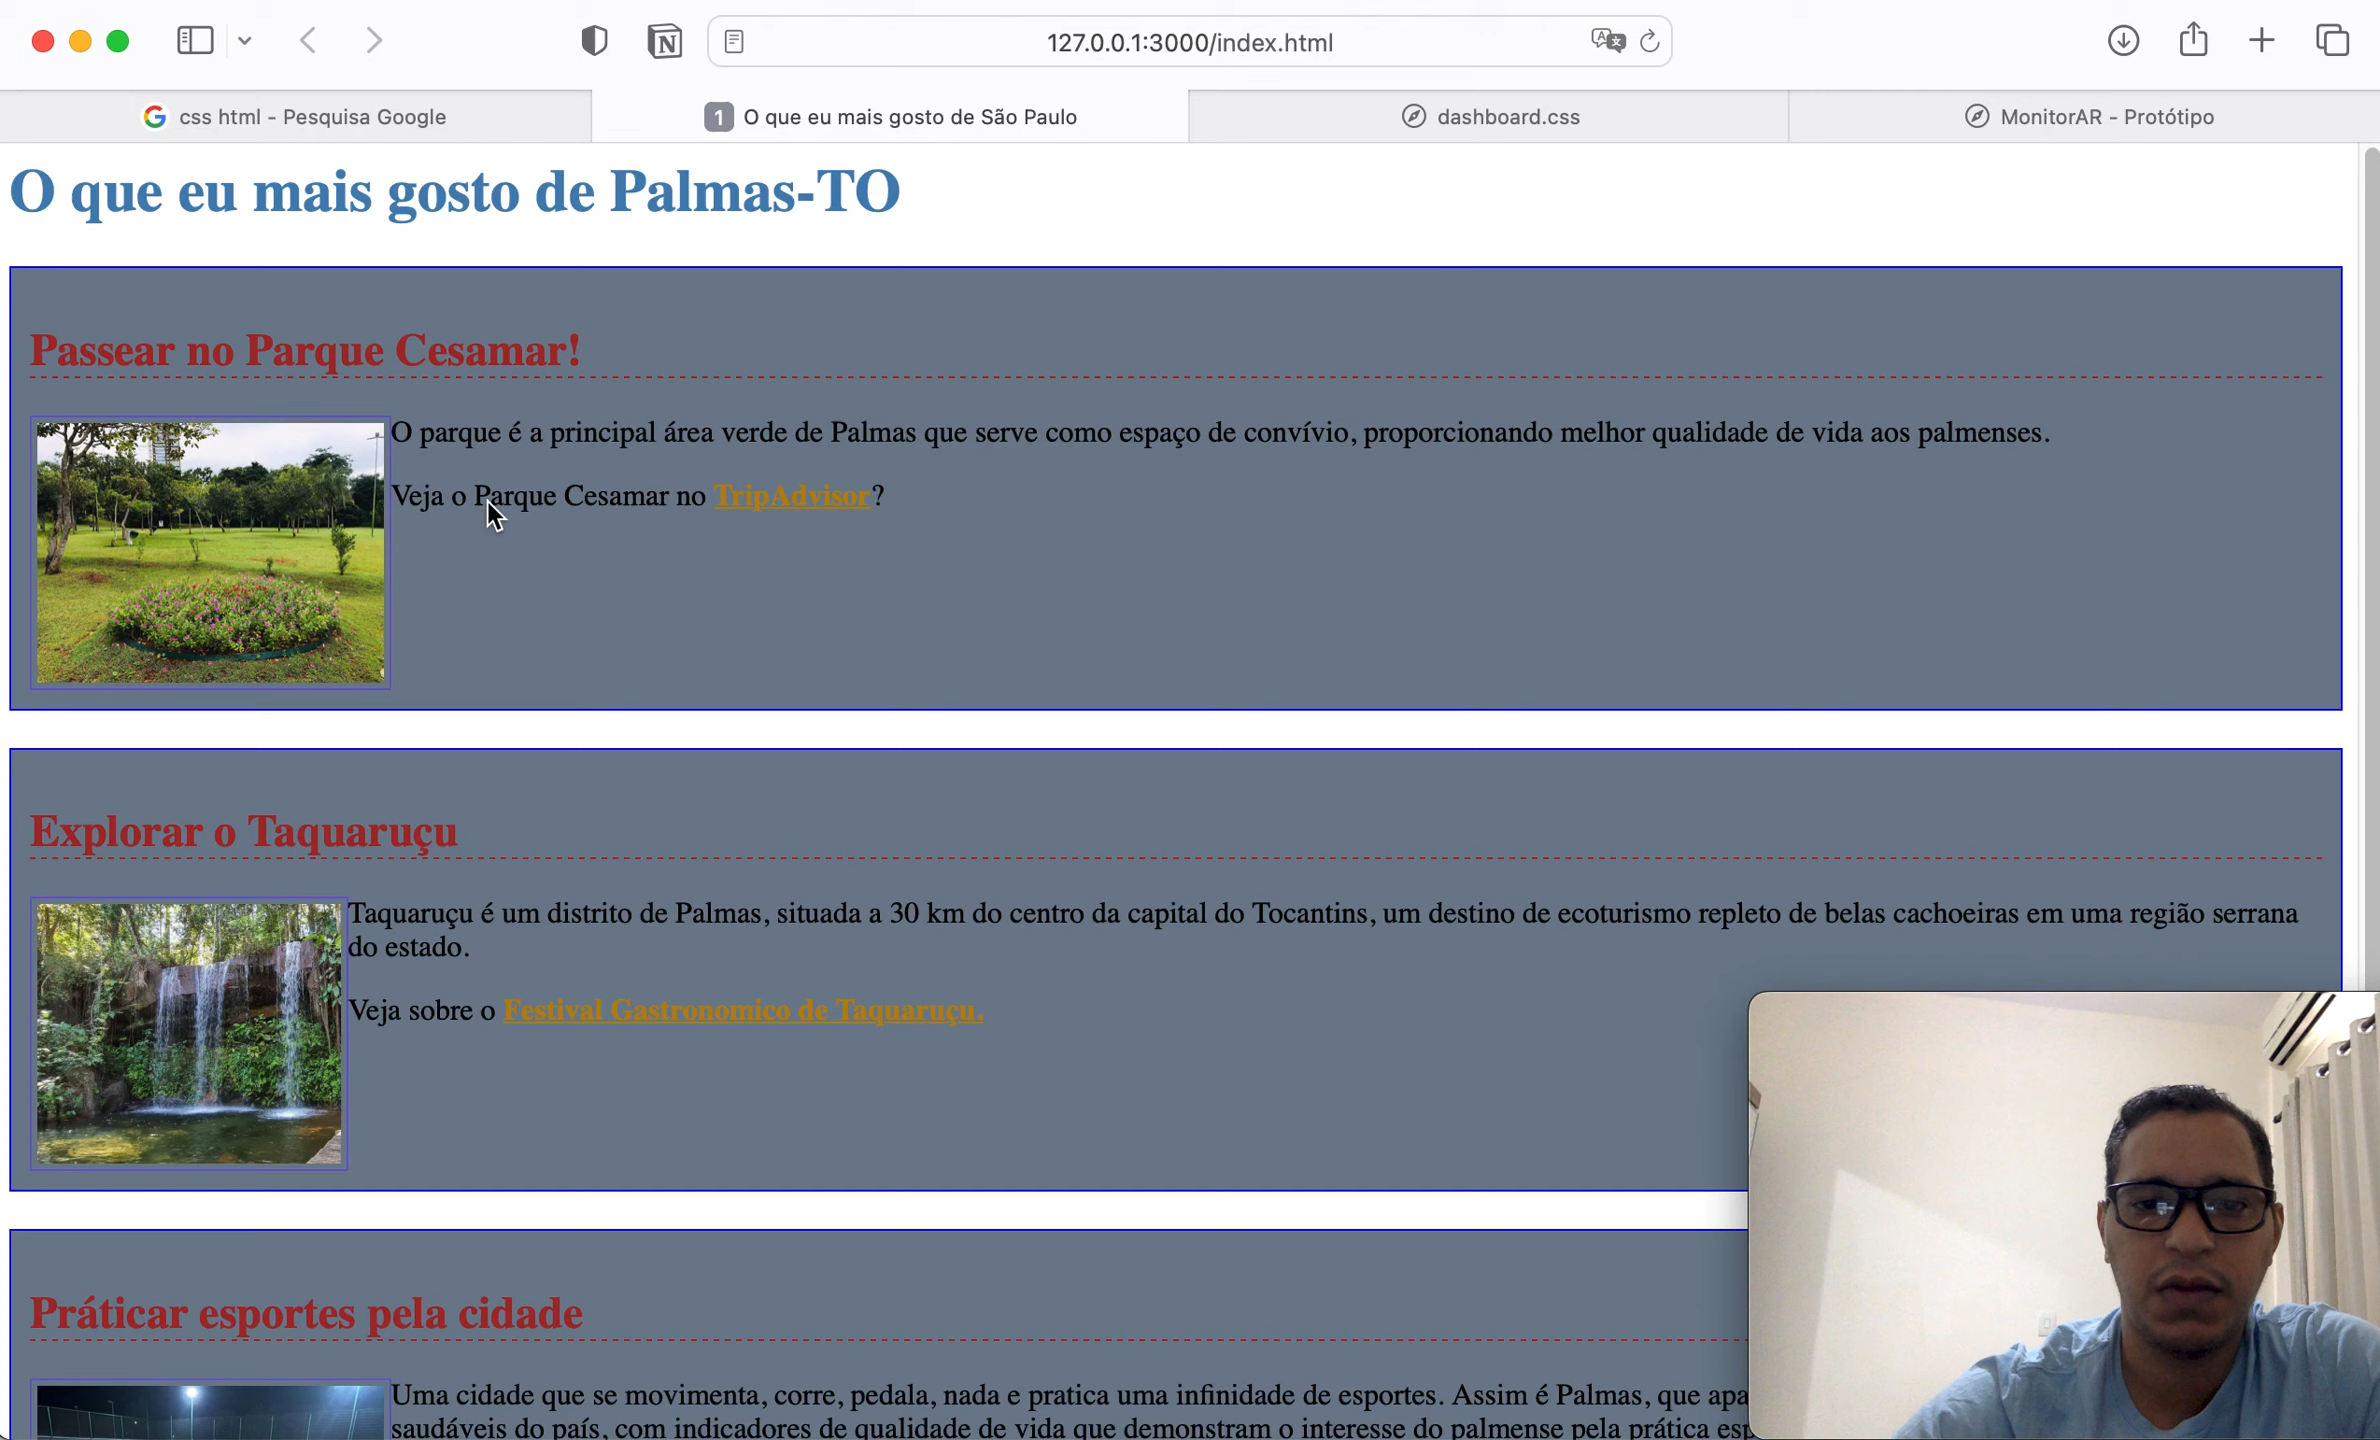 127.0.0.1:3000/index.html
css html - Pesquisa Google
1 O que eu mais gosto de São Paulo
dashboard.css
MonitorAR - Protótipo
O que eu mais gosto de Palmas-TO
Passear no Parque Cesamar!
O parque é a principal área verde de Palmas que serve como espaço de convívio, proporcionando melhor qualidade de vida aos palmenses.
Veja o Parque Cesamar no TripAdvisor?
Explorar o Taquaruçu
Taquaruçu é um distrito de Palmas, situada a 30 km do centro da capital do Tocantins, um destino de ecoturismo repleto de belas cachoeiras em uma região serrana
do estado.
Veja sobre o Festival Gastronomico de Taquaruçu.
Práticar esportes pela cidade
Uma cidade que se movimenta, corre, pedala, nada e pratica uma infinidade de esportes. Assim é Palmas, que apa
saudáveis do país, com indicadores de qualidade de vida que demonstram o interesse do palmense pela prática esp